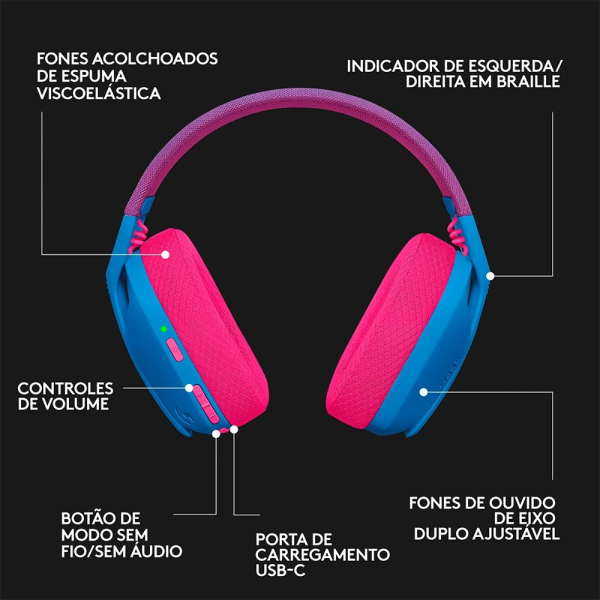 FONES ACOLCHOADOS
DE ESPUMA
VISCOELÁSTICA
INDICADOR DE ESQUERDA/
DIREITA EM BRAILLE
CONTROLES
DE VOLUME
BOTÃO DE
MODO SEM
FIO/SEM ÁUDIO
PORTA DE
CARREGAMENTO
USB-C
FONES DE OUVIDO
DE EIXO
DUPLO AJUSTÁVEL